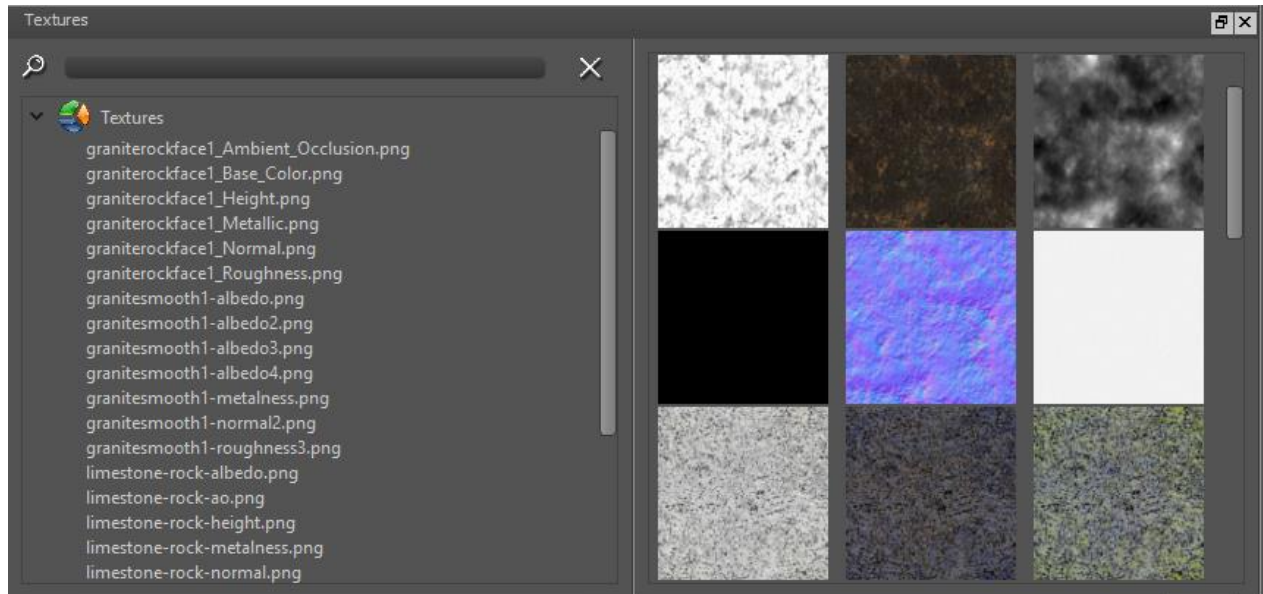 Textures
Textures
graniterockface1_Ambient_Occlusion.png
graniterockface1_Base_Color.png
graniterockface1_Height.png
graniterockface1_Metallic.png
graniterockface1_Normal.png
graniterockface1_Roughness.png
granitesmooth1-albedo.png
granitesmooth1-albedo2.png
granitesmooth1-albedo3.png
granitesmooth1-albedo4.png
granitesmooth1-metalness.png
granitesmooth1-normal2.png
granitesmooth1-roughness3.png
limestone-rock-albedo.png
limestone-rock-ao.png
limestone-rock-height.png
limestone-rock-metalness.png
limestone-rock-normal.png